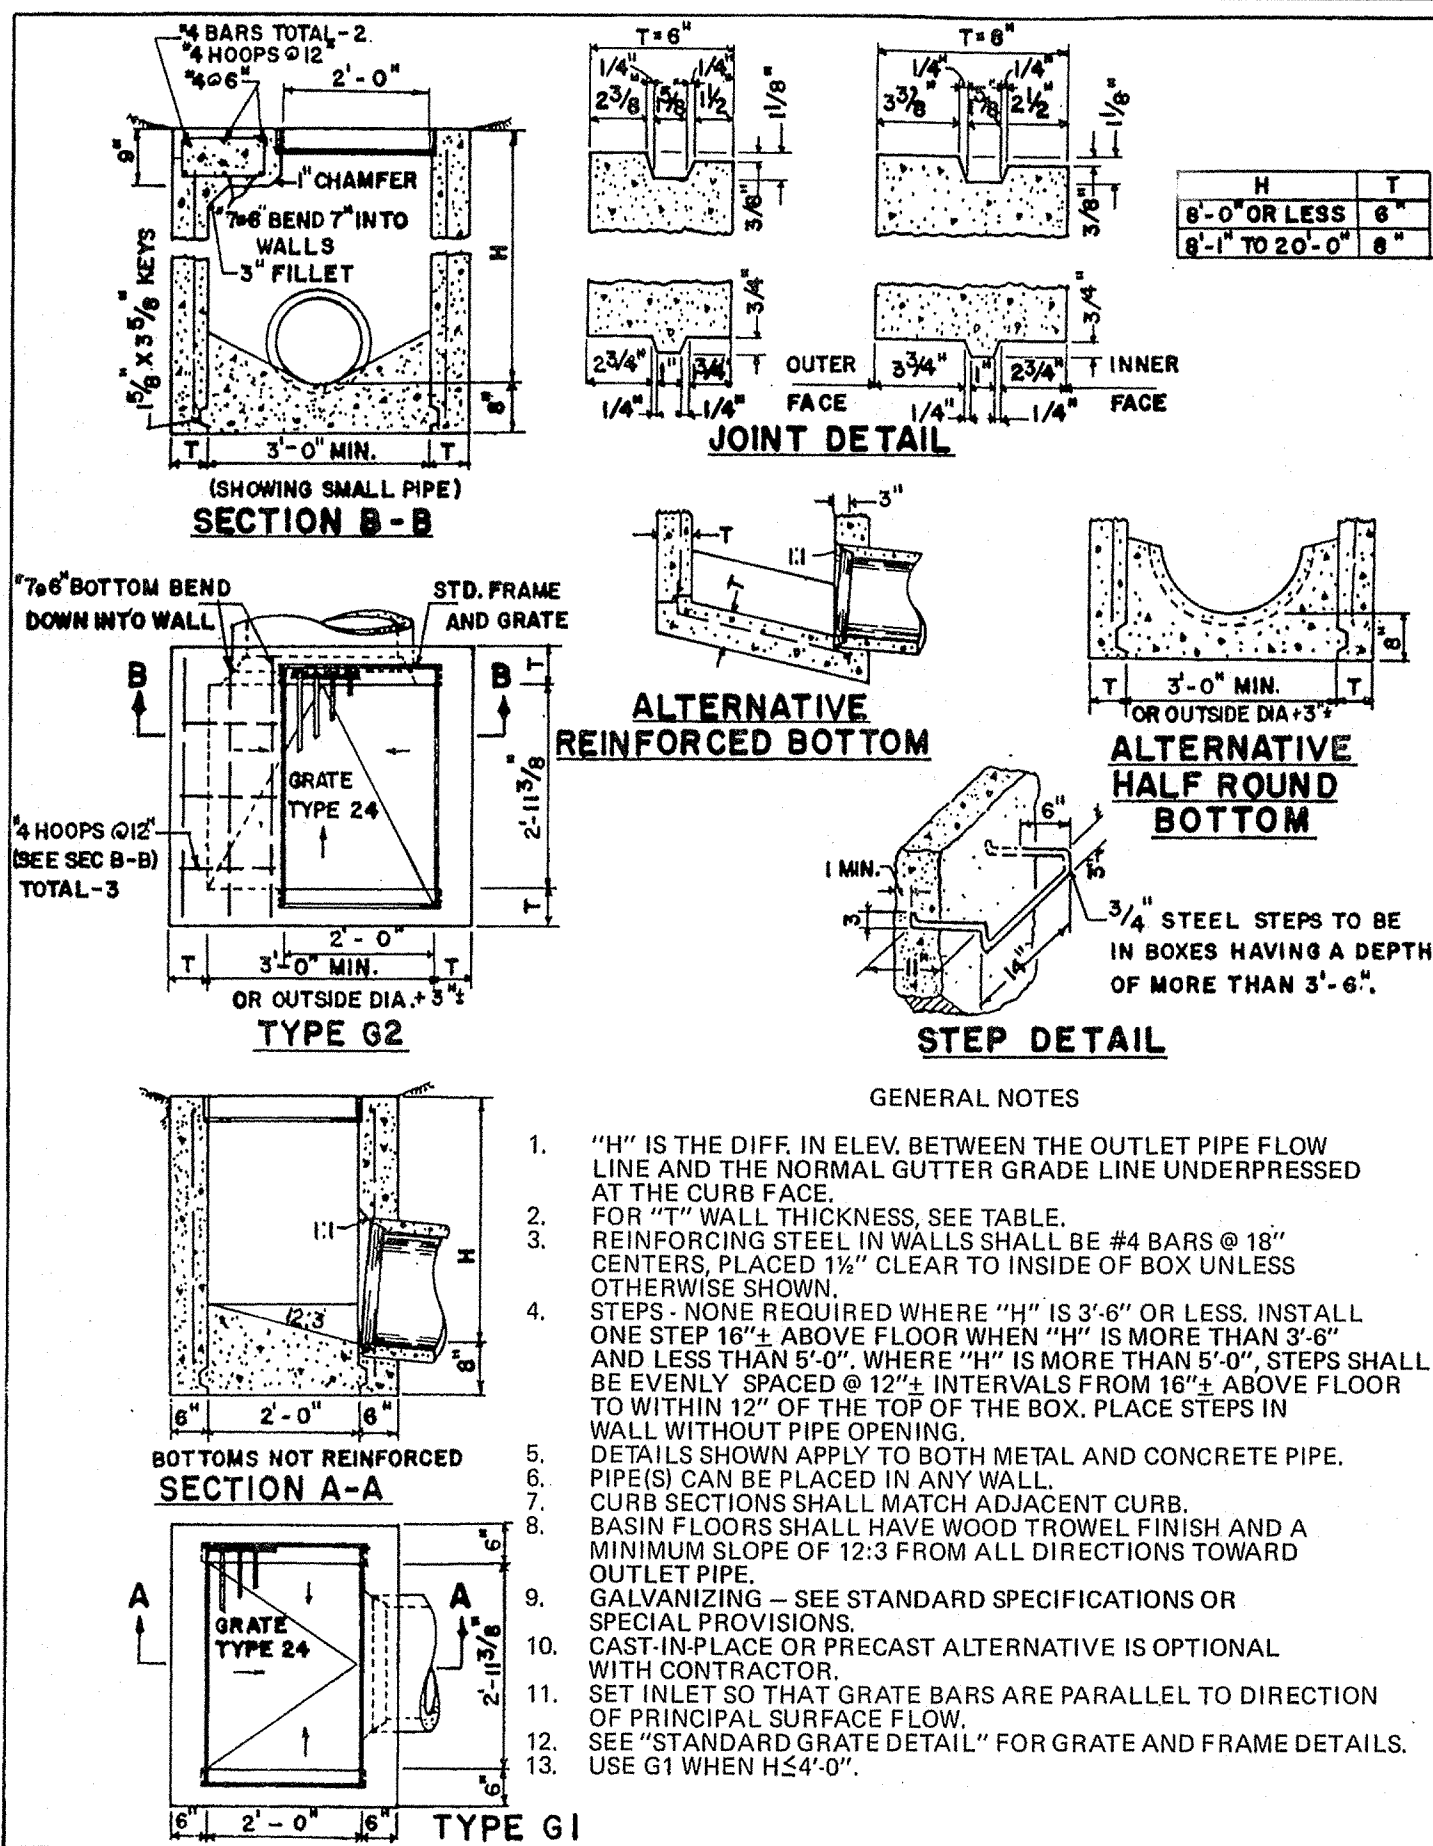 #4 BARS TOTAL-2
#4 HOOPS @ 12"
#4@6"
2'-0"
9"
1" CHAMFER
#7@6" BEND 7" INTO
WALLS
3" FILLET
1 5/8" X 3 5/8" KEYS
H
8"
T
3'-0" MIN.
T
(SHOWING SMALL PIPE)
SECTION B-B
T=6"
1/4"
1/4"
2 3/8
1 5/8
1 1/2
1 1/8"
3/8"
3/4"
2 3/4"
1"
1/4"
1/4"
T=8"
1/4"
1/4"
3 3/8
1 5/8
2 1/2"
1 1/8"
3/8"
3/4"
OUTER
FACE
3 3/4"
1"
2 3/4"
INNER
FACE
1/4"
1/4"
JOINT DETAIL
H T
8'-0" OR LESS 6"
8'-1" TO 20'-0" 8"
#7@6" BOTTOM BEND
DOWN INTO WALL
STD. FRAME
AND GRATE
B
B
T
2'-11 3/8"
T
GRATE
TYPE 24
#4 HOOPS @12"
(SEE SEC B-B)
TOTAL-3
2'-0"
T
3'-0" MIN.
T
OR OUTSIDE DIA.+3"±
TYPE G2
3"
T
1:1
T
ALTERNATIVE
REINFORCED BOTTOM
8"
T
3'-0" MIN.
T
OR OUTSIDE DIA+3"±
ALTERNATIVE
HALF ROUND
BOTTOM
6"
1 MIN.
3
3"
11"
14"
3/4" STEEL STEPS TO BE
IN BOXES HAVING A DEPTH
OF MORE THAN 3'-6".
STEP DETAIL
1:1
H
12:3
8"
6"
2'-0"
6"
BOTTOMS NOT REINFORCED
SECTION A-A
A
A
6"
2'-11 3/8"
6"
GRATE
TYPE 24
6"
2'-0"
6"
TYPE G1
GENERAL NOTES
1. "H" IS THE DIFF. IN ELEV. BETWEEN THE OUTLET PIPE FLOW
LINE AND THE NORMAL GUTTER GRADE LINE UNDERPRESSED
AT THE CURB FACE.
2. FOR "T" WALL THICKNESS, SEE TABLE.
3. REINFORCING STEEL IN WALLS SHALL BE #4 BARS @ 18"
CENTERS, PLACED 1½" CLEAR TO INSIDE OF BOX UNLESS
OTHERWISE SHOWN.
4. STEPS - NONE REQUIRED WHERE "H" IS 3'-6" OR LESS. INSTALL
ONE STEP 16"± ABOVE FLOOR WHEN "H" IS MORE THAN 3'-6"
AND LESS THAN 5'-0". WHERE "H" IS MORE THAN 5'-0", STEPS SHALL
BE EVENLY SPACED @ 12"± INTERVALS FROM 16"± ABOVE FLOOR
TO WITHIN 12" OF THE TOP OF THE BOX. PLACE STEPS IN
WALL WITHOUT PIPE OPENING.
5. DETAILS SHOWN APPLY TO BOTH METAL AND CONCRETE PIPE.
6. PIPE(S) CAN BE PLACED IN ANY WALL.
7. CURB SECTIONS SHALL MATCH ADJACENT CURB.
8. BASIN FLOORS SHALL HAVE WOOD TROWEL FINISH AND A
MINIMUM SLOPE OF 12:3 FROM ALL DIRECTIONS TOWARD
OUTLET PIPE.
9. GALVANIZING – SEE STANDARD SPECIFICATIONS OR
SPECIAL PROVISIONS.
10. CAST-IN-PLACE OR PRECAST ALTERNATIVE IS OPTIONAL
WITH CONTRACTOR.
11. SET INLET SO THAT GRATE BARS ARE PARALLEL TO DIRECTION
OF PRINCIPAL SURFACE FLOW.
12. SEE "STANDARD GRATE DETAIL" FOR GRATE AND FRAME DETAILS.
13. USE G1 WHEN H≤4'-0".